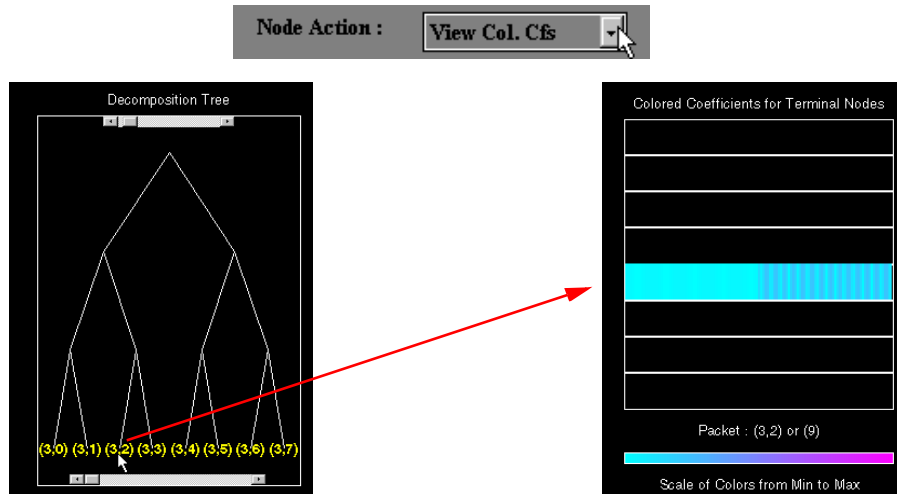 Node Action : View Col. Cfs
Decomposition Tree
(3,0) (3,1) (3,2) (3,3) (3,4) (3,5) (3,6) (3,7)
Colored Coefficients for Terminal Nodes
Packet : (3,2) or (9)
Scale of Colors from Min to Max